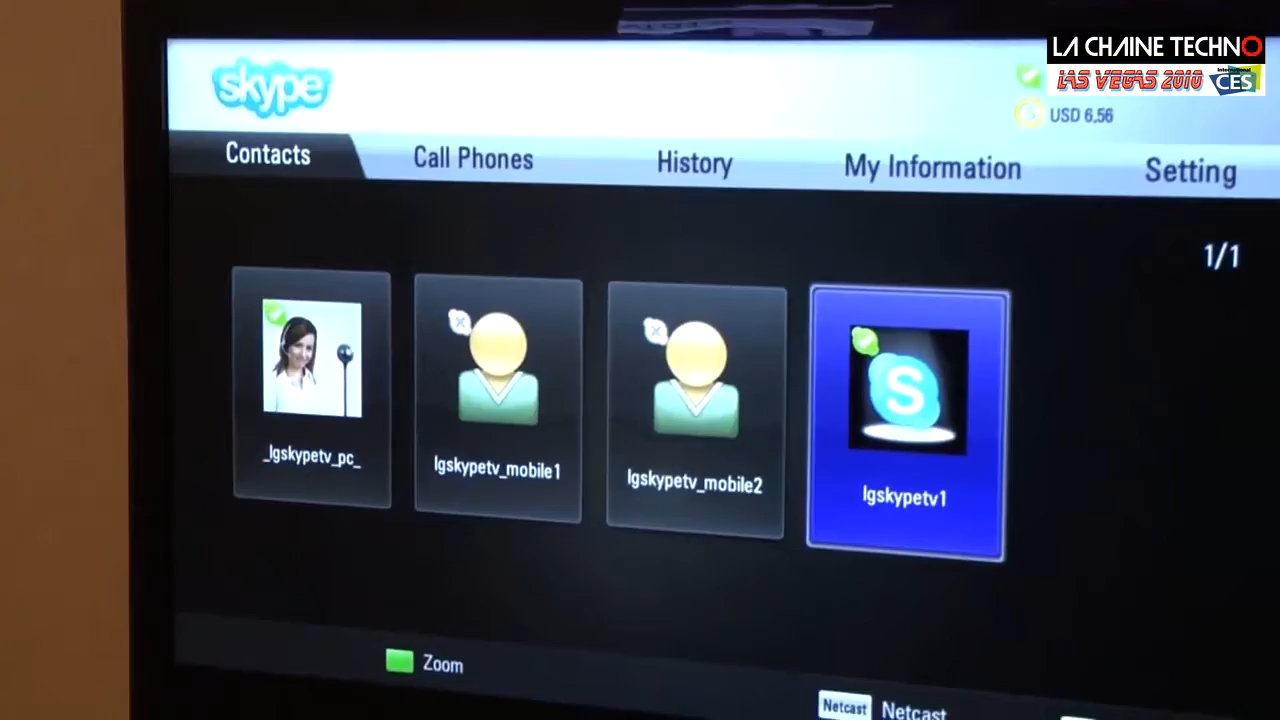 LA CHAINE TECHNO
LAS VEGAS 2010 International CES
skype
USD 6,56
Contacts Call Phones History My Information Setting
1/1
S
_lgskypetv_pc_ lgskypetv_mobile1 lgskypetv_mobile2 lgskypetv1
Zoom
Netcast Netcast